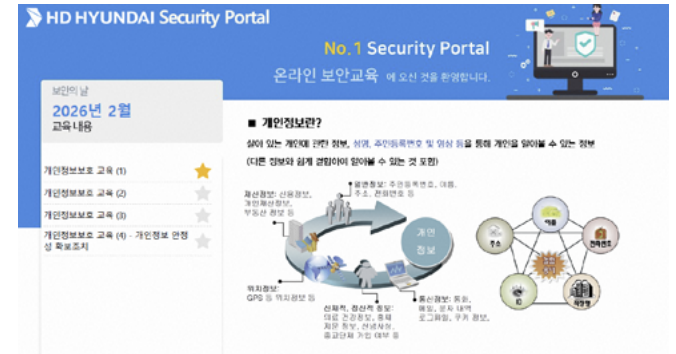 HD HYUNDAI Security Portal
No.1 Security Portal
온라인 보안교육 에 오신 것을 환영합니다.
보안의 날
2026년 2월
교육내용
개인정보보호 교육 (1)
개인정보보호 교육 (2)
개인정보보호 교육 (3)
개인정보보호 교육 (4) - 개인정보 안정
성 확보조치
■ 개인정보란?
살아 있는 개인에 관한 정보, 성명, 주민등록번호 및 영상 등을 통해 개인을 알아볼 수 있는 정보
(다른 정보와 쉽게 결합하여 알아볼 수 있는 것 포함)
재산정보: 신용정보,
개인재산정보,
부동산 정보 등
일반정보: 주민등록번호, 이름,
주소, 전화번호 등
개인
정보
위치정보:
GPS 등 위치정보 등
신체적, 정신적 정보:
의료 건강정보, 홍채
지문 정보, 신념사상,
종교단체 가입 여부 등
통신정보: 통화,
메일, 문자 내역
로그파일, 쿠키 정보,
이름
주소
전화번호
ID